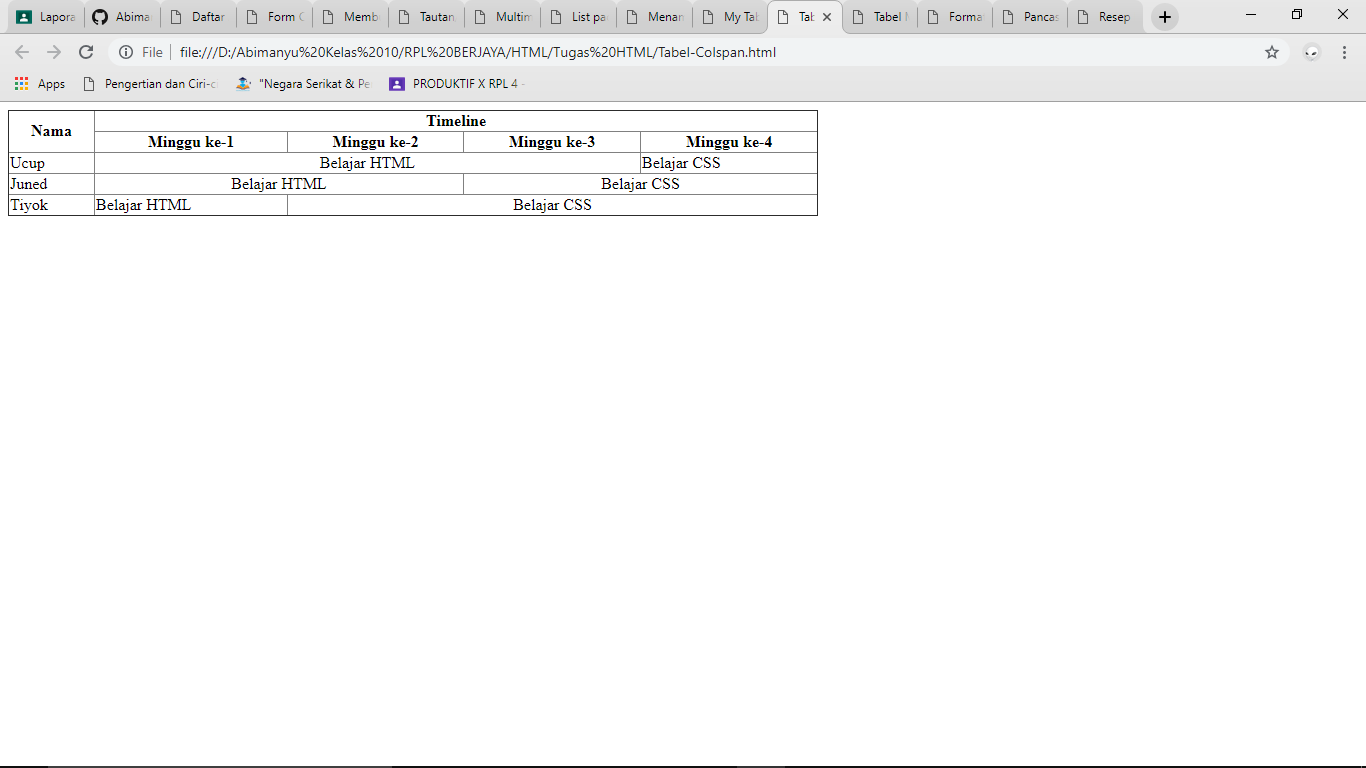 Lapora Abima Daftar Form Memb Tautan Multim List pa Menan My Tab Tab Tabel Forma Pancas Resep
File file:///D:/Abimanyu%20Kelas%2010/RPL%20BERJAYA/HTML/Tugas%20HTML/Tabel-Colspan.html
Apps Pengertian dan Ciri-c "Negara Serikat & Pe PRODUKTIF X RPL 4 -
Nama Timeline
Minggu ke-1 Minggu ke-2 Minggu ke-3 Minggu ke-4
Ucup Belajar HTML Belajar CSS
Juned Belajar HTML Belajar CSS
Tiyok Belajar HTML Belajar CSS